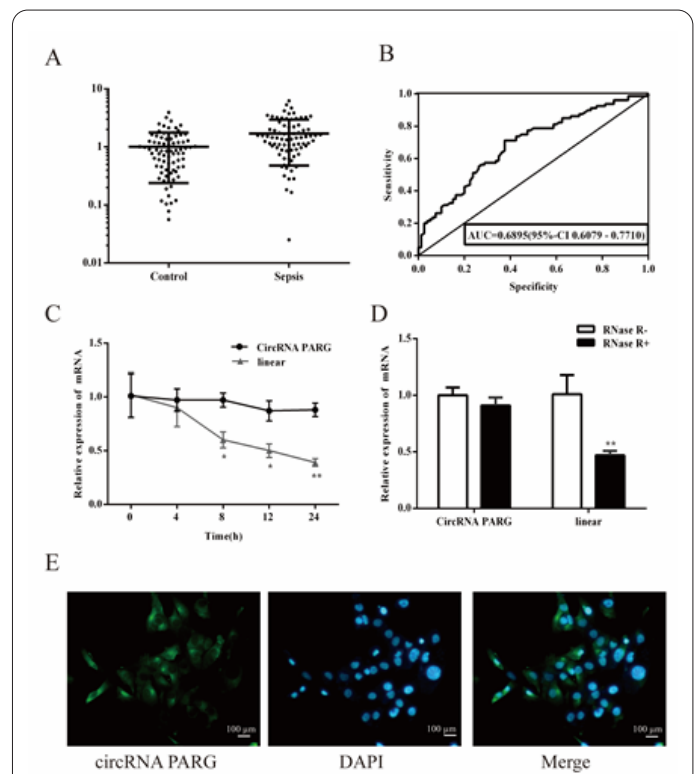 A
10
1
0.1
0.01
Control
Sepsis
B
Sensitivity
1.0
0.8
0.6
0.4
0.2
0.0
AUC=0.6895(95%-CI 0.6079 - 0.7710)
0.0
0.2
0.4
0.6
0.8
1.0
Specificity
C
Relative expression of mRNA
1.5
1.0
0.5
0.0
CircRNA PARG
linear
*
*
**
0
4
8
12
24
Time(h)
D
Relative expression of mRNA
1.5
1.0
0.5
0.0
RNase R-
RNase R+
**
CircRNA PARG
linear
E
100 μm
100 μm
100 μm
circRNA PARG
DAPI
Merge